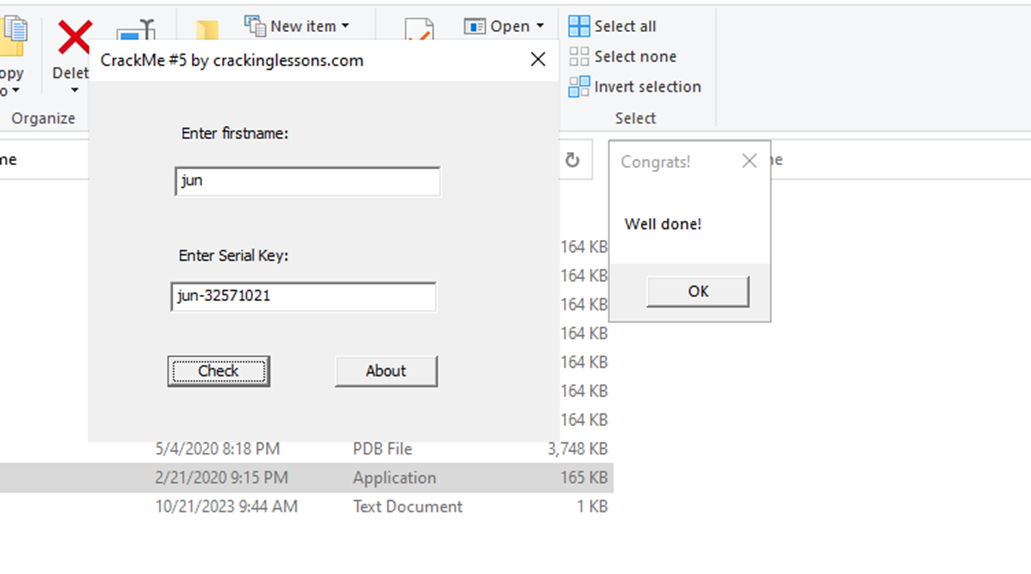 New item
Open
Select all
Delet
Select none
Invert selection
Organize
Select
CrackMe #5 by crackinglessons.com
Enter firstname:
jun
Enter Serial Key:
jun-32571021
Check
About
Congrats!
Well done!
OK
164 KB
164 KB
164 KB
164 KB
164 KB
164 KB
164 KB
5/4/2020 8:18 PM PDB File 3,748 KB
2/21/2020 9:15 PM Application 165 KB
10/21/2023 9:44 AM Text Document 1 KB